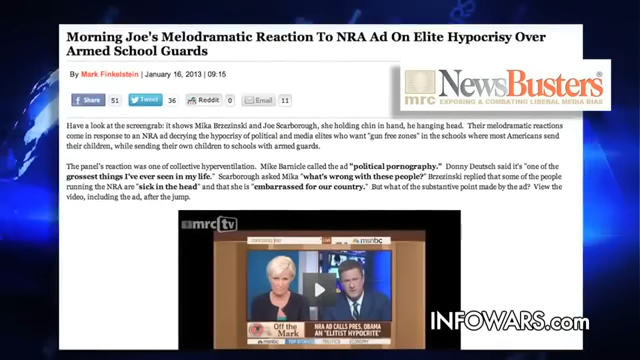 Morning Joe's Melodramatic Reaction To NRA Ad On Elite Hypocrisy Over
Armed School Guards
By Mark Finkelstein | January 16, 2013 | 09:15
Share 51 Tweet 36 Reddit 0 Email 11
mrc NewsBusters
EXPOSING & COMBATING LIBERAL MEDIA BIAS
Have a look at the screengrab: it shows Mika Brzezinski and Joe Scarborough, she holding chin in hand, he hanging head. Their melodramatic reactions
come in response to an NRA ad decrying the hypocrisy of political and media elites who want "gun free zones" in the schools where most Americans send
their children, while sending their own children to schools with armed guards.
The panel's reaction was one of collective hyperventilation. Mike Barnicle called the ad "political pornography." Donny Deutsch said it's "one of the
grossest things I've ever seen in my life." Scarborough asked Mika "what's wrong with these people?" Brzezinski replied that some of the people
running the NRA are "sick in the head" and that she is "embarrassed for our country." But what of the substantive point made by the ad? View the
video, including the ad, after the jump.
mrc tv
LIVE msnbc
Off the
Mark
NRA AD CALLS PRES. OBAMA
AN "ELITIST HYPOCRITE"
msnbc TOP STORIES POLITICS ECONOMY
INFOWARS.com